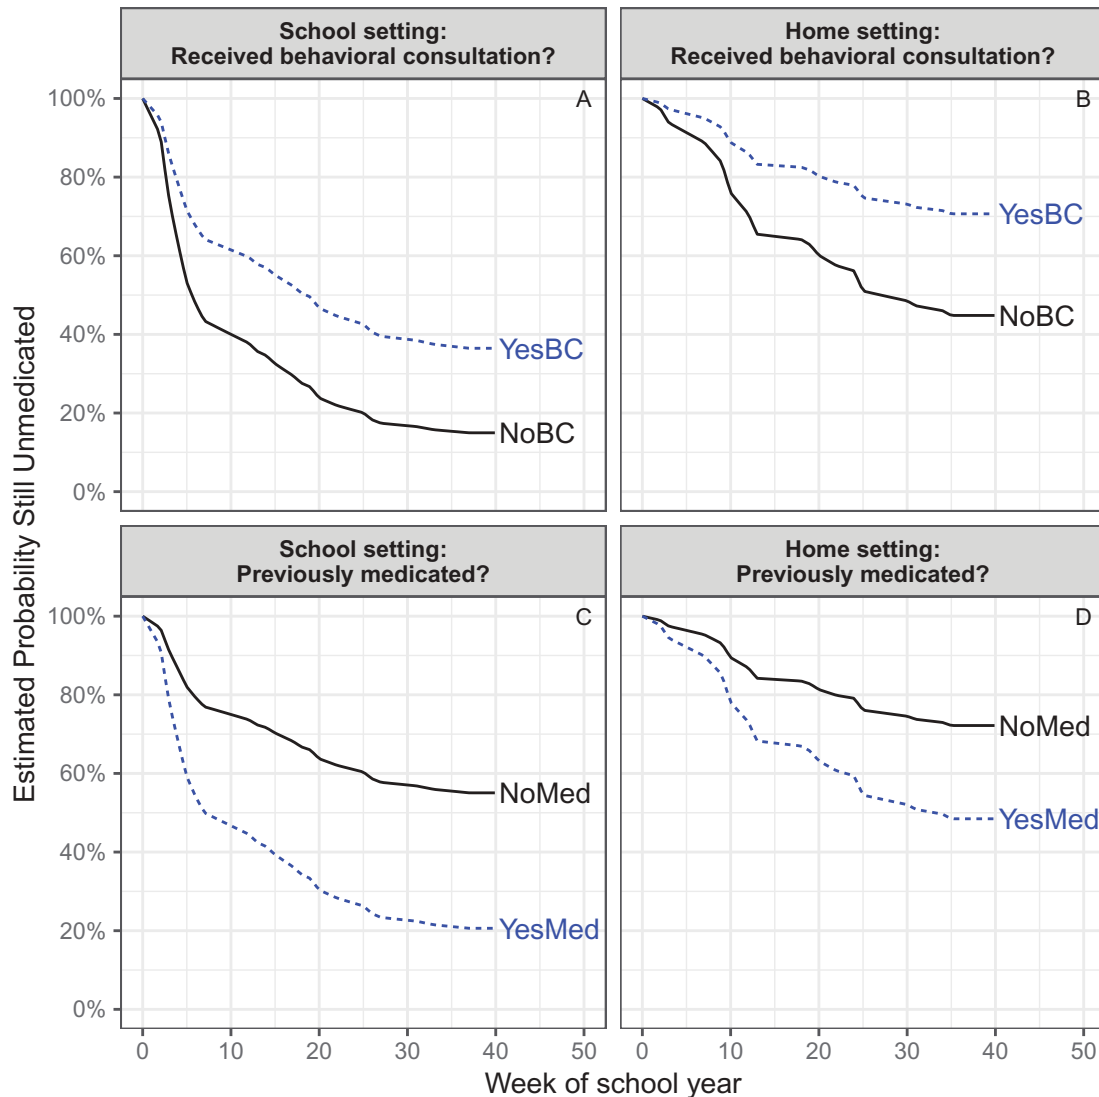 School setting:
Received behavioral consultation?
Home setting:
Received behavioral consultation?
Estimated Probability Still Unmedicated
100%
80%
60%
40%
20%
0%
A
YesBC
NoBC
B
YesBC
NoBC
School setting:
Previously medicated?
Home setting:
Previously medicated?
100%
80%
60%
40%
20%
0%
C
NoMed
YesMed
D
NoMed
YesMed
0 10 20 30 40 50
0 10 20 30 40 50
Week of school year